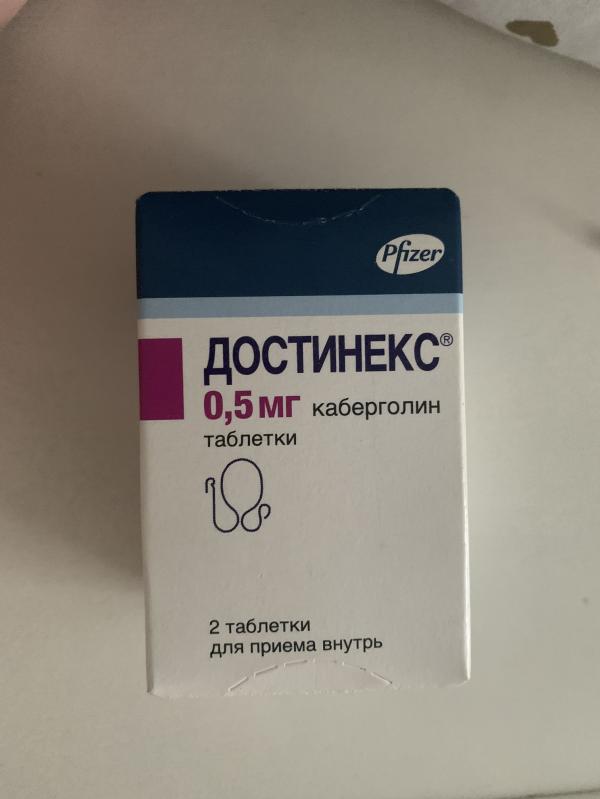 Pfizer
ДОСТИНЕКС®
0,5 мг каберголин
таблетки
2 таблетки
для приема внутрь